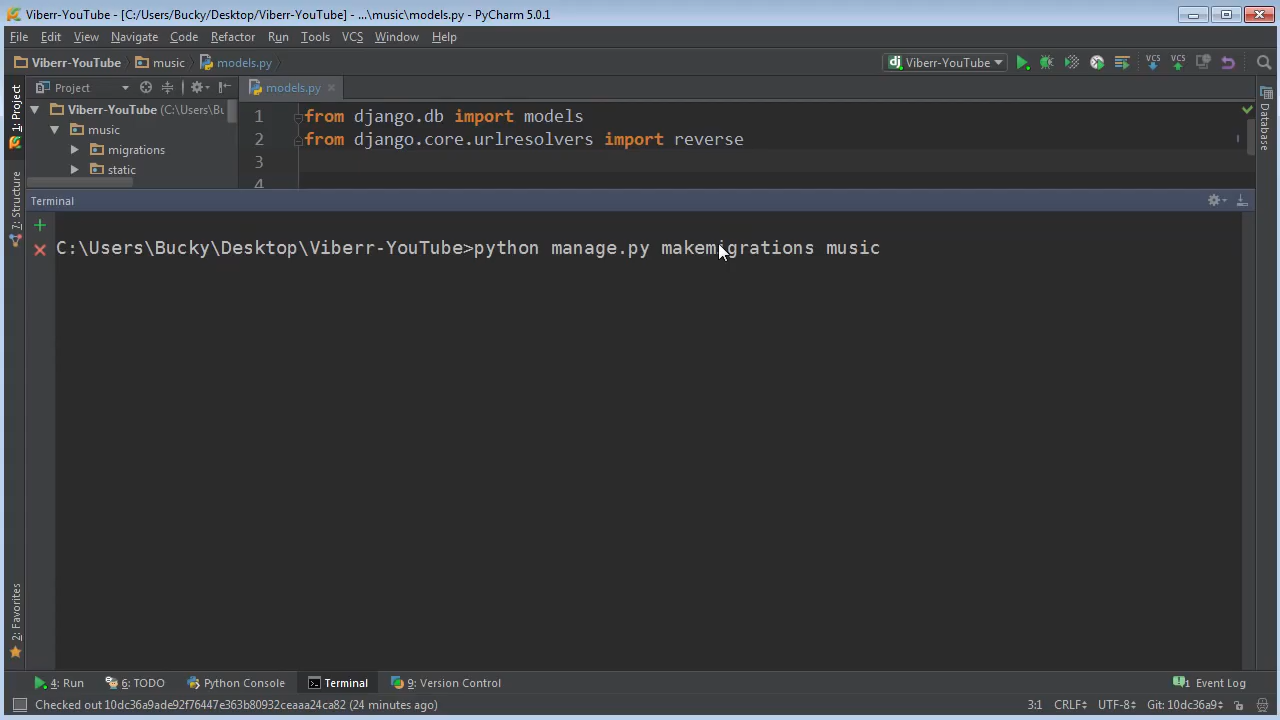 Viberr-YouTube - [C:/Users/Bucky/Desktop/Viberr-YouTube] - ...\music\models.py - PyCharm 5.0.1
File Edit View Navigate Code Refactor Run Tools VCS Window Help
Viberr-YouTube music models.py dj Viberr-YouTube VCS VCS
1: Project
Project
models.py
Viberr-YouTube (C:\Users\Bu
music
migrations
static
1 from django.db import models
2 from django.core.urlresolvers import reverse
3
4
Database
7: Structure
Terminal
C:\Users\Bucky\Desktop\Viberr-YouTube>python manage.py makemigrations music
2: Favorites
4: Run 6: TODO Python Console Terminal 9: Version Control 1 Event Log
Checked out 10dc36a9ade92f76447e363b80932ceaaa24ca82 (24 minutes ago) 3:1 CRLF UTF-8 Git: 10dc36a9